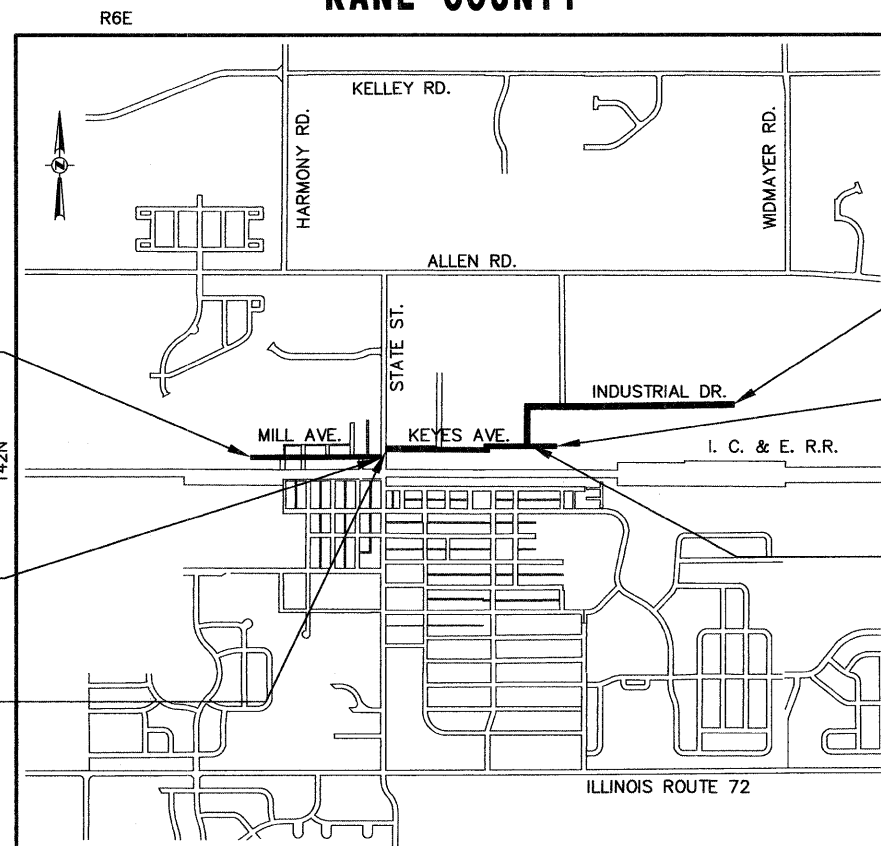 KANE COUNTY
R6E
KELLEY RD.
HARMONY RD.
WIDMAYER RD.
ALLEN RD.
STATE ST.
INDUSTRIAL DR.
MILL AVE.
KEYES AVE.
I. C. & E. R.R.
T42N
ILLINOIS ROUTE 72